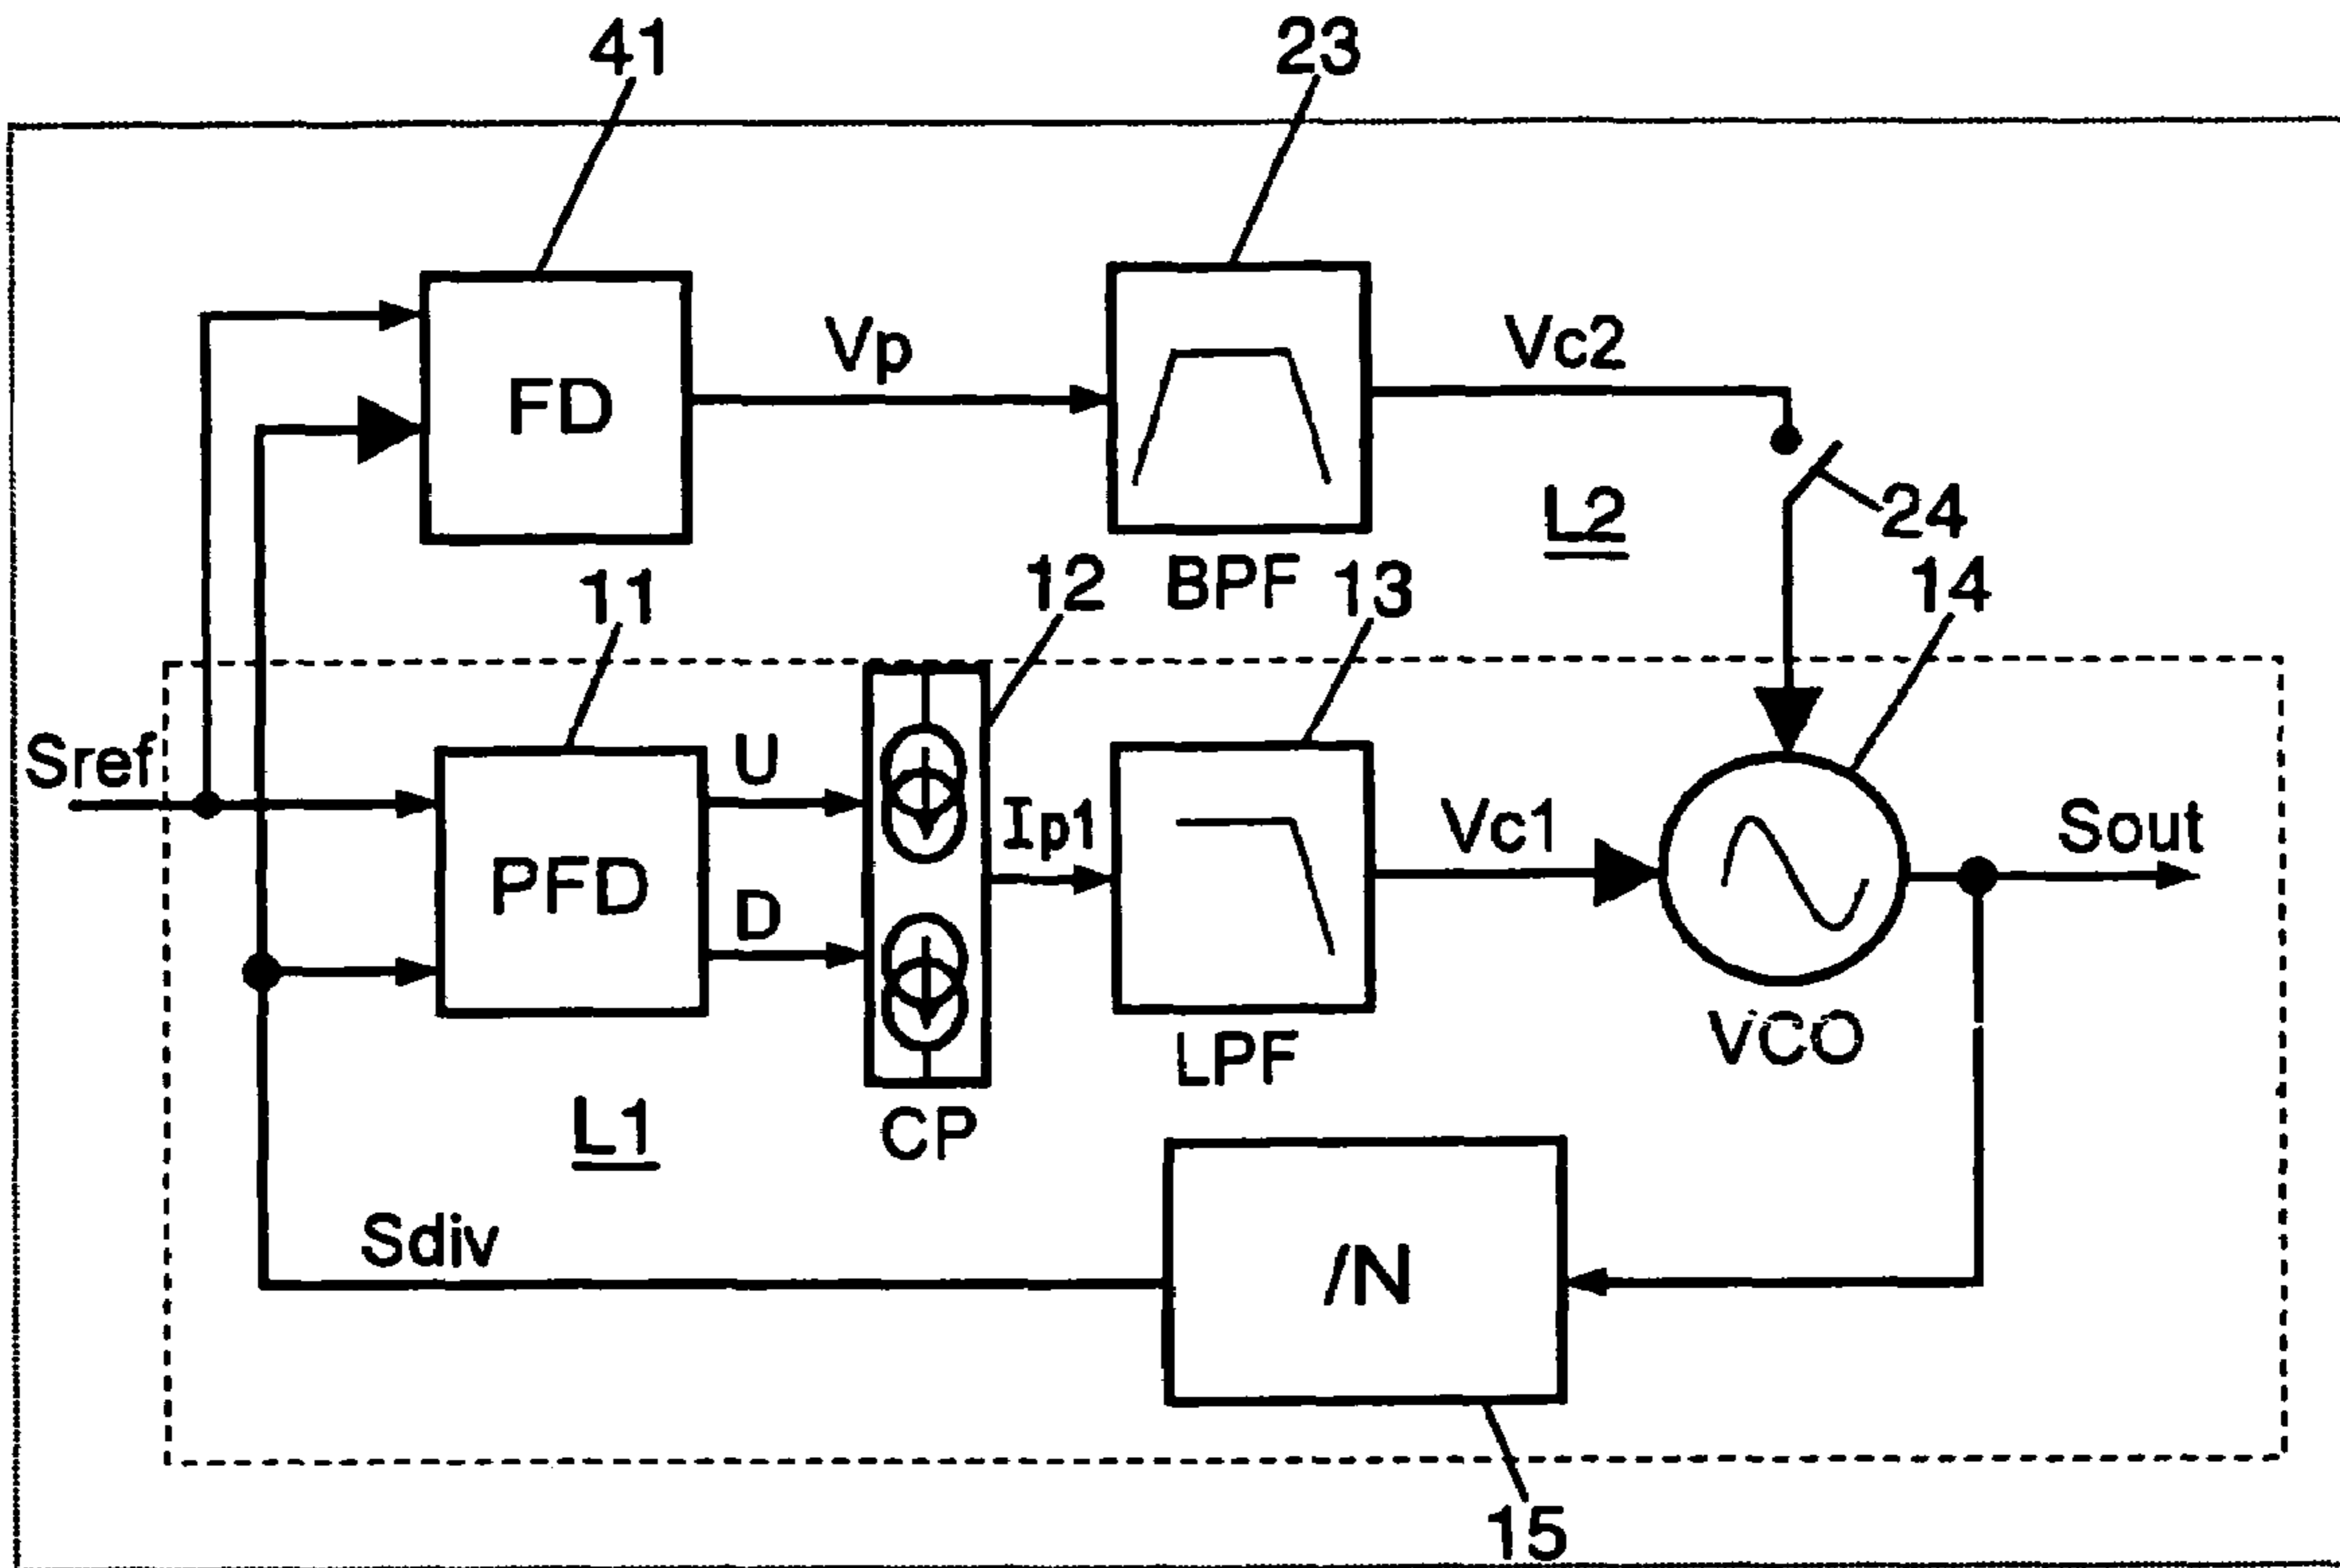 41
23
FD
Vp
Vc2
L2
24
BPF
11
12
13
14
Sref
U
Ip1
Vc1
Sout
PFD
D
VCO
LPF
L1
CP
Sdiv
/N
15